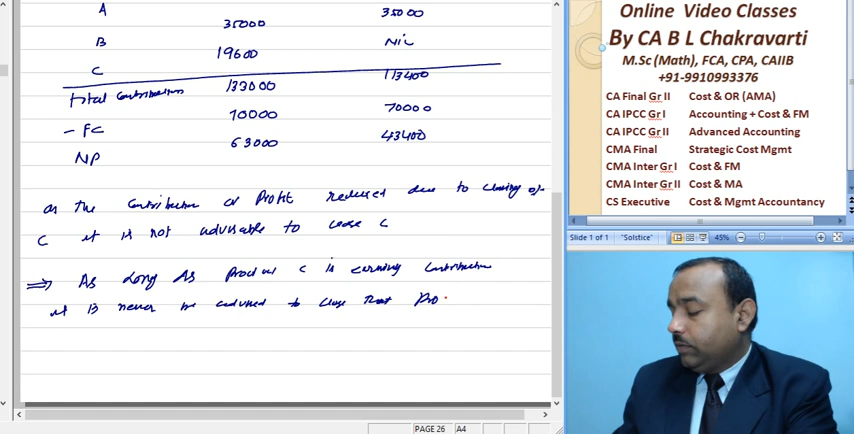 A 35000 35000
B 19600 NIL
C
Total Contribution 133000 113400
- FC 70000 70000
NP 63000 43400
as the Contribution or Profit reduced due to closing of
C it is not advisable to cease C
⇒ As Long As Product C is earning Contribution
it is never be advised to close that Pro
PAGE 26 A4
Online Video Classes
By CA B L Chakravarti
M.Sc (Math), FCA, CPA, CAIIB
+91-9910993376
CA Final Gr II Cost & OR (AMA)
CA IPCC Gr I Accounting + Cost & FM
CA IPCC Gr II Advanced Accounting
CMA Final Strategic Cost Mgmt
CMA Inter Gr I Cost & FM
CMA Inter Gr II Cost & MA
CS Executive Cost & Mgmt Accountancy
Slide 1 of 1 "Solstice" 45%